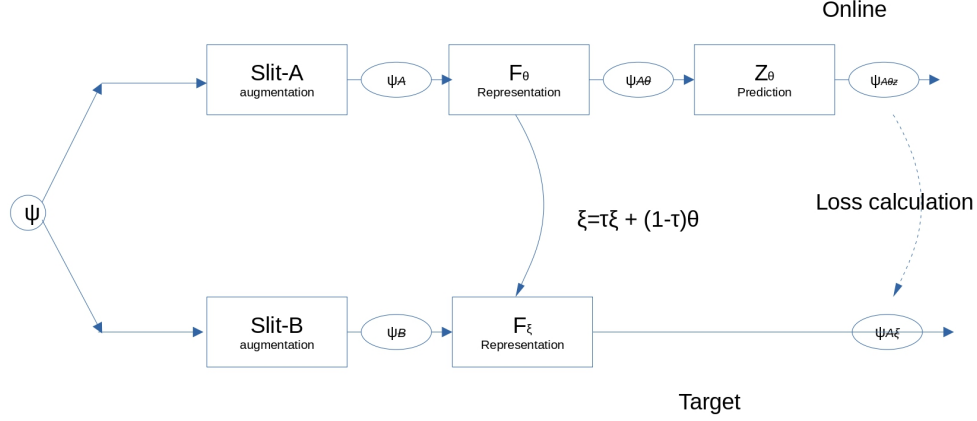 Online
Slit-A
augmentation
ψA
Fθ
Representation
ψAθ
Zθ
Prediction
ψAθz
ψ
ξ=τξ + (1-τ)θ
Loss calculation
Slit-B
augmentation
ψB
Fξ
Representation
ψAξ
Target